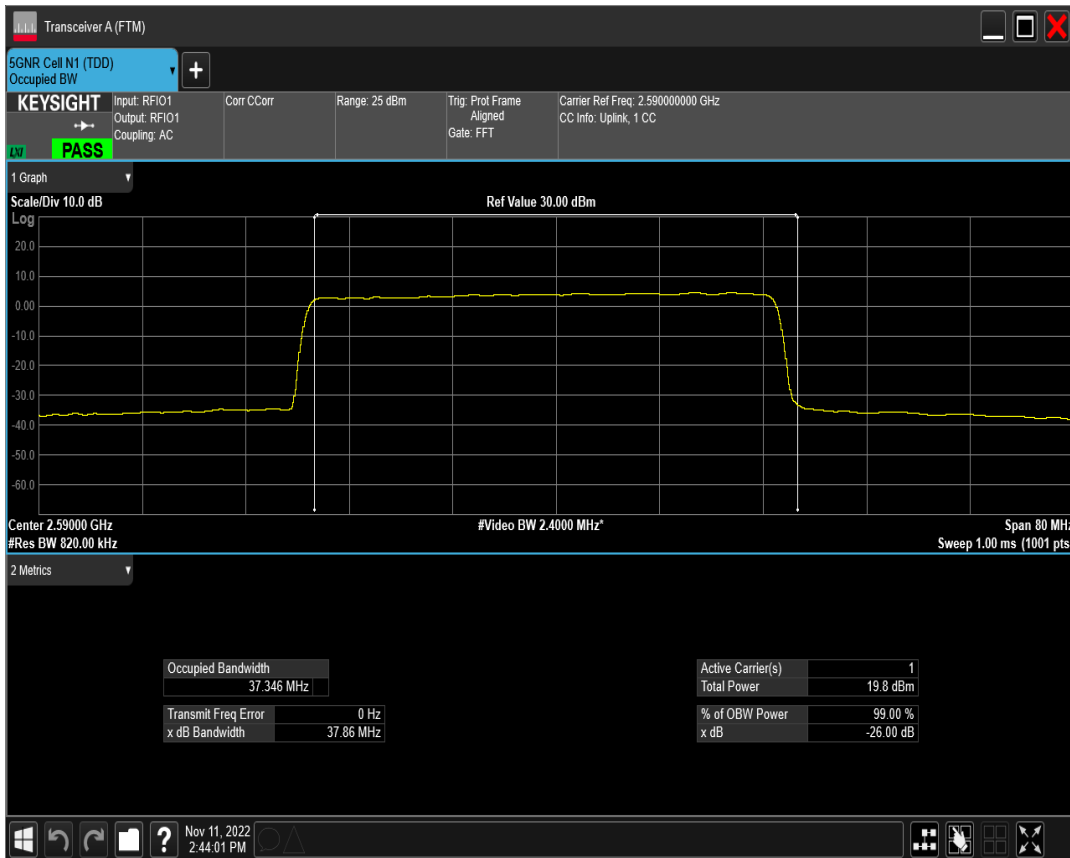 Transceiver A (FTM)
5GNR Cell N1 (TDD)
Occupied BW
+
KEYSIGHT
LXI
PASS
Input: RFIO1
Output: RFIO1
Coupling: AC
Corr CCorr
Range: 25 dBm
Trig: Prot Frame
Aligned
Gate: FFT
Carrier Ref Freq: 2.590000000 GHz
CC Info: Uplink, 1 CC
1 Graph
Scale/Div 10.0 dB
Ref Value 30.00 dBm
Log
20.0
10.0
0.00
-10.0
-20.0
-30.0
-40.0
-50.0
-60.0
Center 2.59000 GHz
#Video BW 2.4000 MHz*
Span 80 MHz
#Res BW 820.00 kHz
Sweep 1.00 ms (1001 pts
2 Metrics
Occupied Bandwidth
37.346 MHz
Transmit Freq Error 0 Hz
x dB Bandwidth 37.86 MHz
Active Carrier(s) 1
Total Power 19.8 dBm
% of OBW Power 99.00 %
x dB -26.00 dB
?
Nov 11, 2022
2:44:01 PM